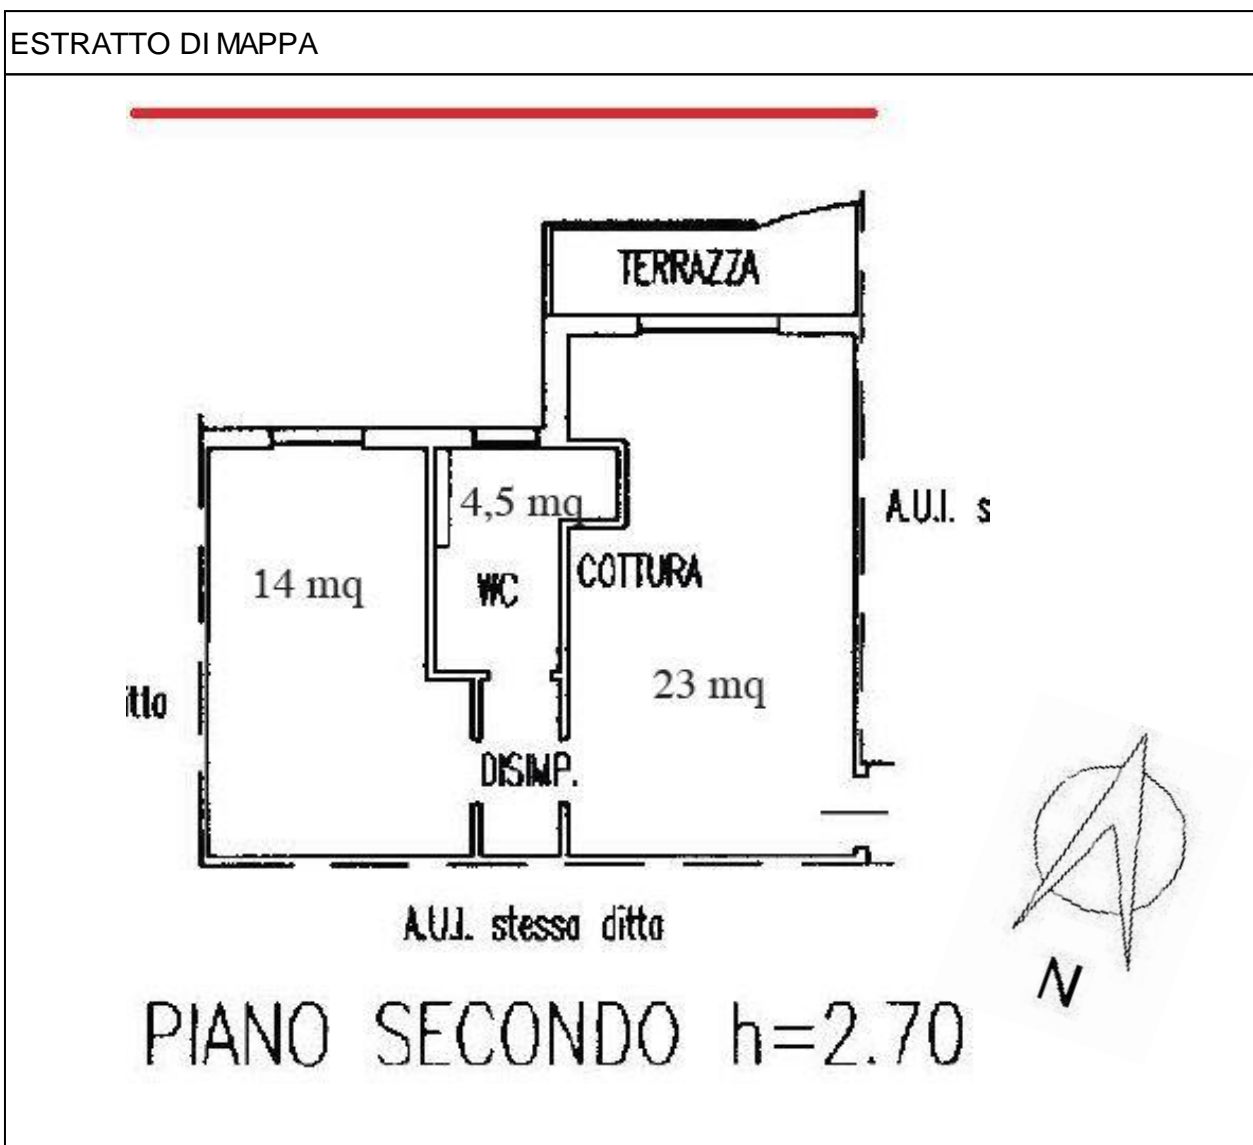 ESTRATTO DI MAPPA
TERRAZZA
4,5 mq
A.U.I. s
14 mq
WC
COTTURA
23 mq
itta
DISIMP.
A.U.I. stessa ditta
N
PIANO SECONDO h=2.70